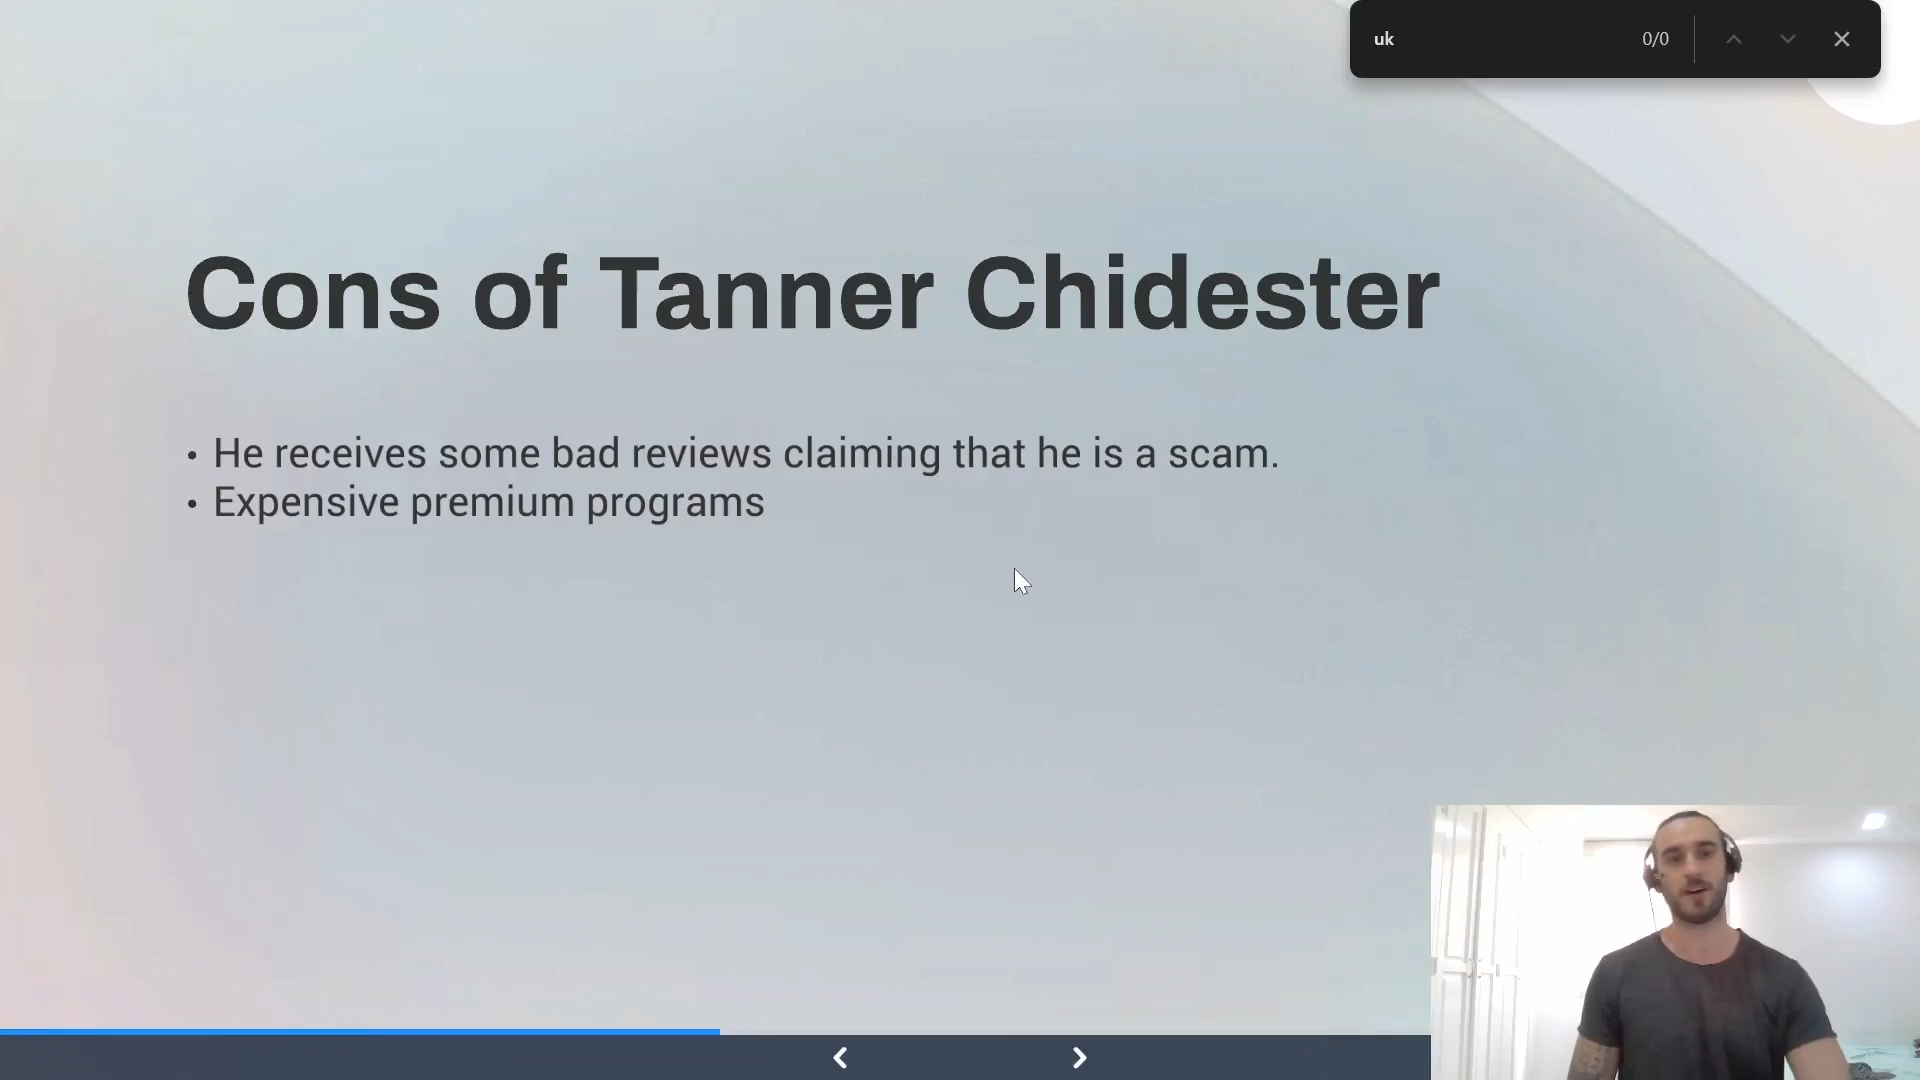 uk 0/0
Cons of Tanner Chidester
• He receives some bad reviews claiming that he is a scam.
• Expensive premium programs